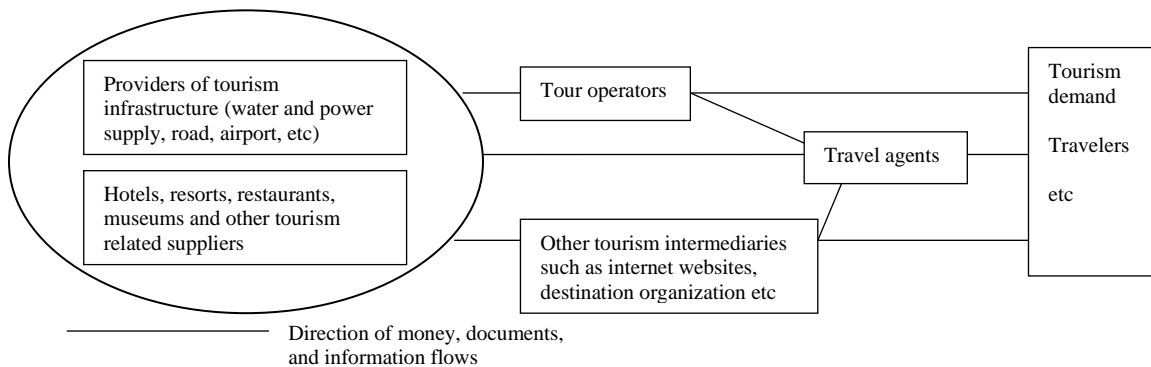 Providers of tourism
infrastructure (water and power
supply, road, airport, etc)
Hotels, resorts, restaurants,
museums and other tourism
related suppliers
Tour operators
Travel agents
Other tourism intermediaries
such as internet websites,
destination organization etc
Tourism
demand
Travelers
etc
Direction of money, documents,
and information flows